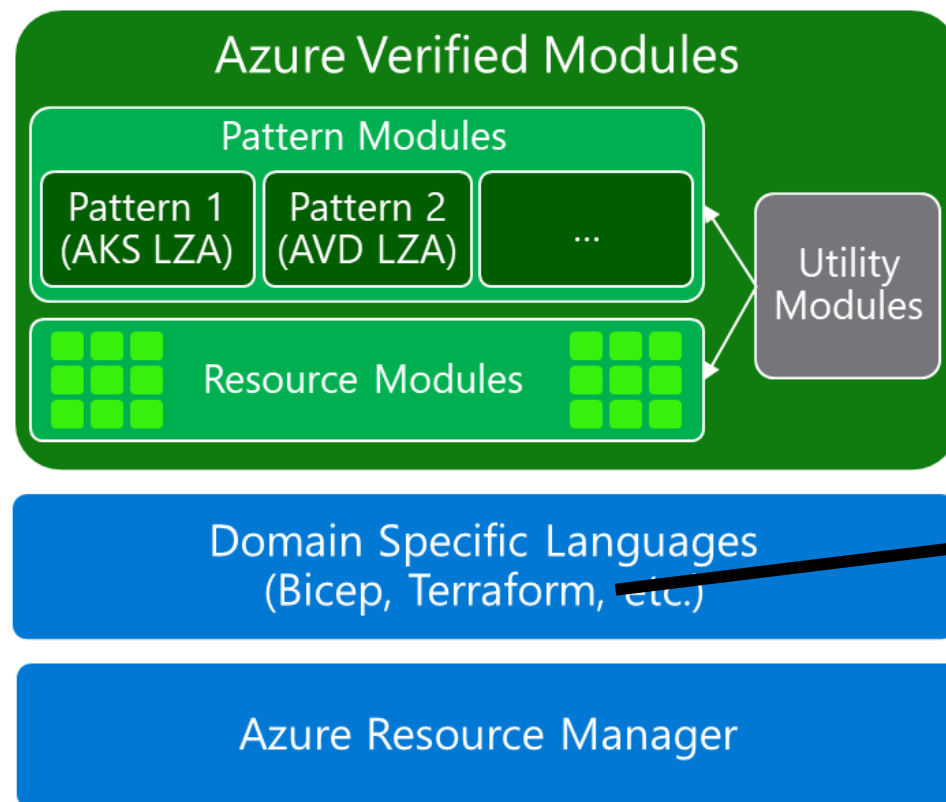 Azure Verified Modules
Pattern Modules
Pattern 1
(AKS LZA)
Pattern 2
(AVD LZA)
...
Utility
Modules
Resource Modules
Domain Specific Languages
(Bicep, Terraform, etc.)
Azure Resource Manager